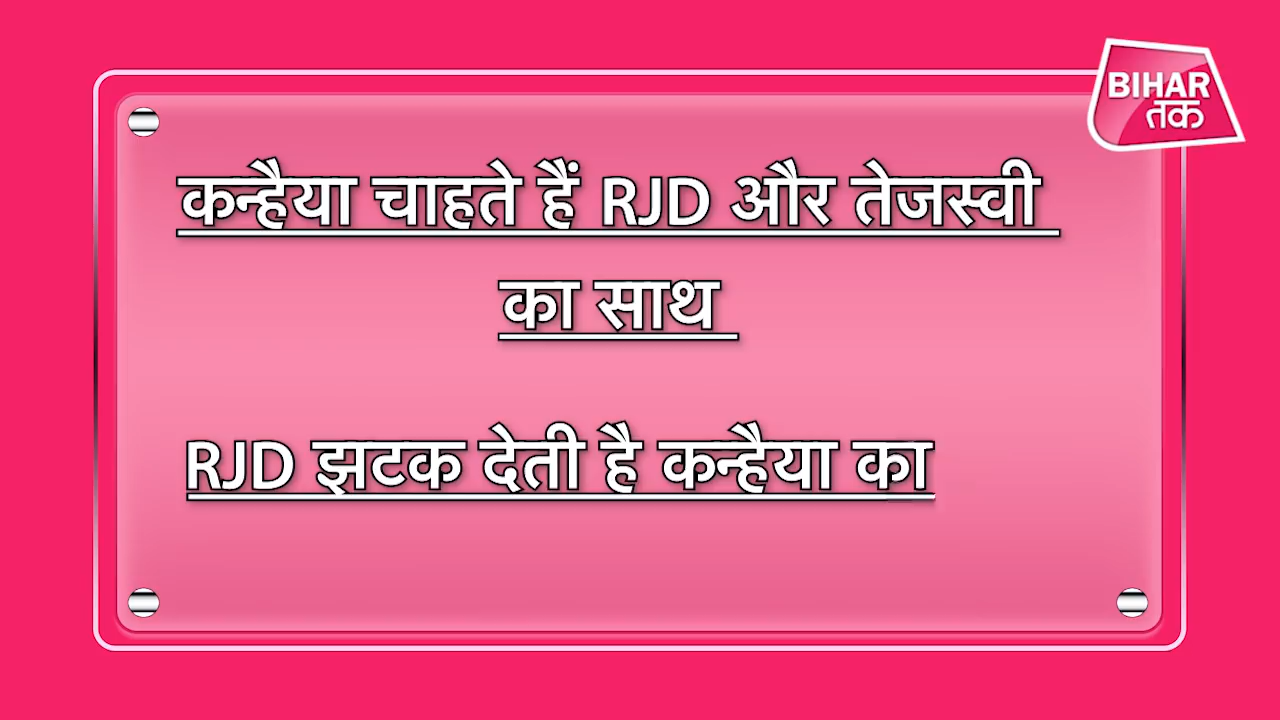 BIHAR
तक
कन्हैया चाहते हैं RJD और तेजस्वी
का साथ
RJD झटक देती है कन्हैया का